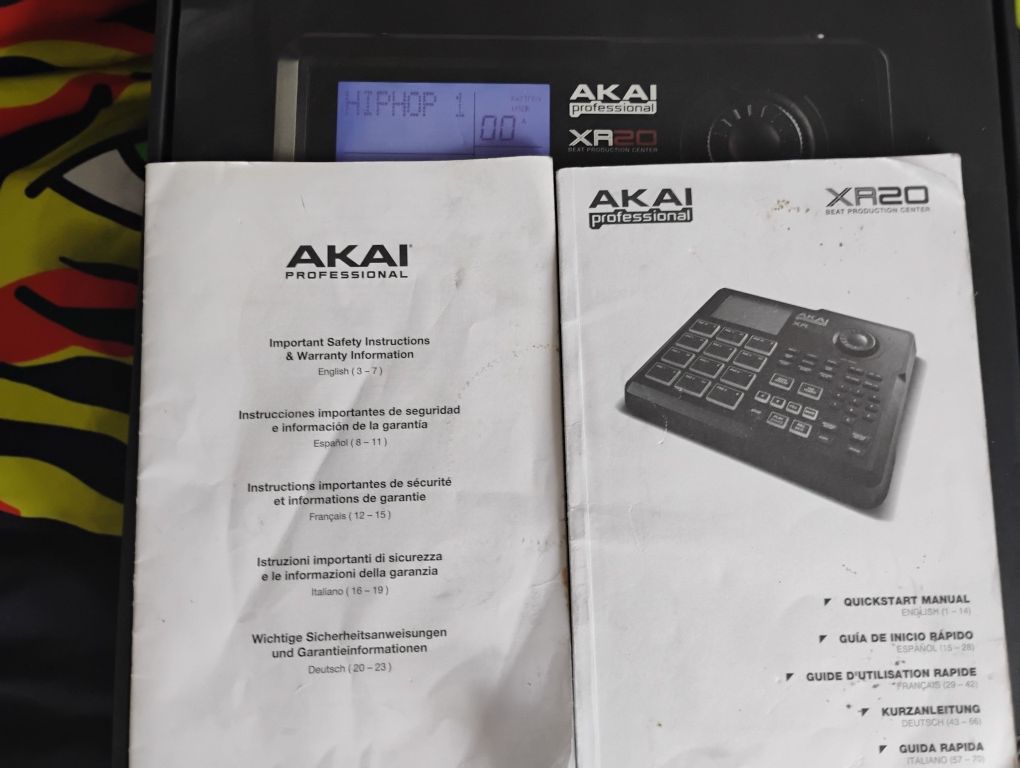 HIPHOP 1
PATTERN
USER
00 A
AKAI
professional
XR20
BEAT PRODUCTION CENTER
AKAI
PROFESSIONAL
Important Safety Instructions
& Warranty Information
English ( 3 – 7 )
Instrucciones importantes de seguridad
e información de la garantía
Español ( 8 – 11 )
Instructions importantes de sécurité
et informations de garantie
Français ( 12 – 15 )
Istruzioni importanti di sicurezza
e le informazioni della garanzia
Italiano ( 16 – 19 )
Wichtige Sicherheitsanweisungen
und Garantieinformationen
Deutsch ( 20 – 23 )
AKAI
professional
XR20
BEAT PRODUCTION CENTER
AKAI
XR
QUICKSTART MANUAL
ENGLISH (1 – 14)
GUÍA DE INICIO RÁPIDO
ESPAÑOL (15 – 28)
GUIDE D'UTILISATION RAPIDE
FRANÇAIS (29 – 42)
KURZANLEITUNG
DEUTSCH (43 – 56)
GUIDA RAPIDA
ITALIANO (57 – 70)